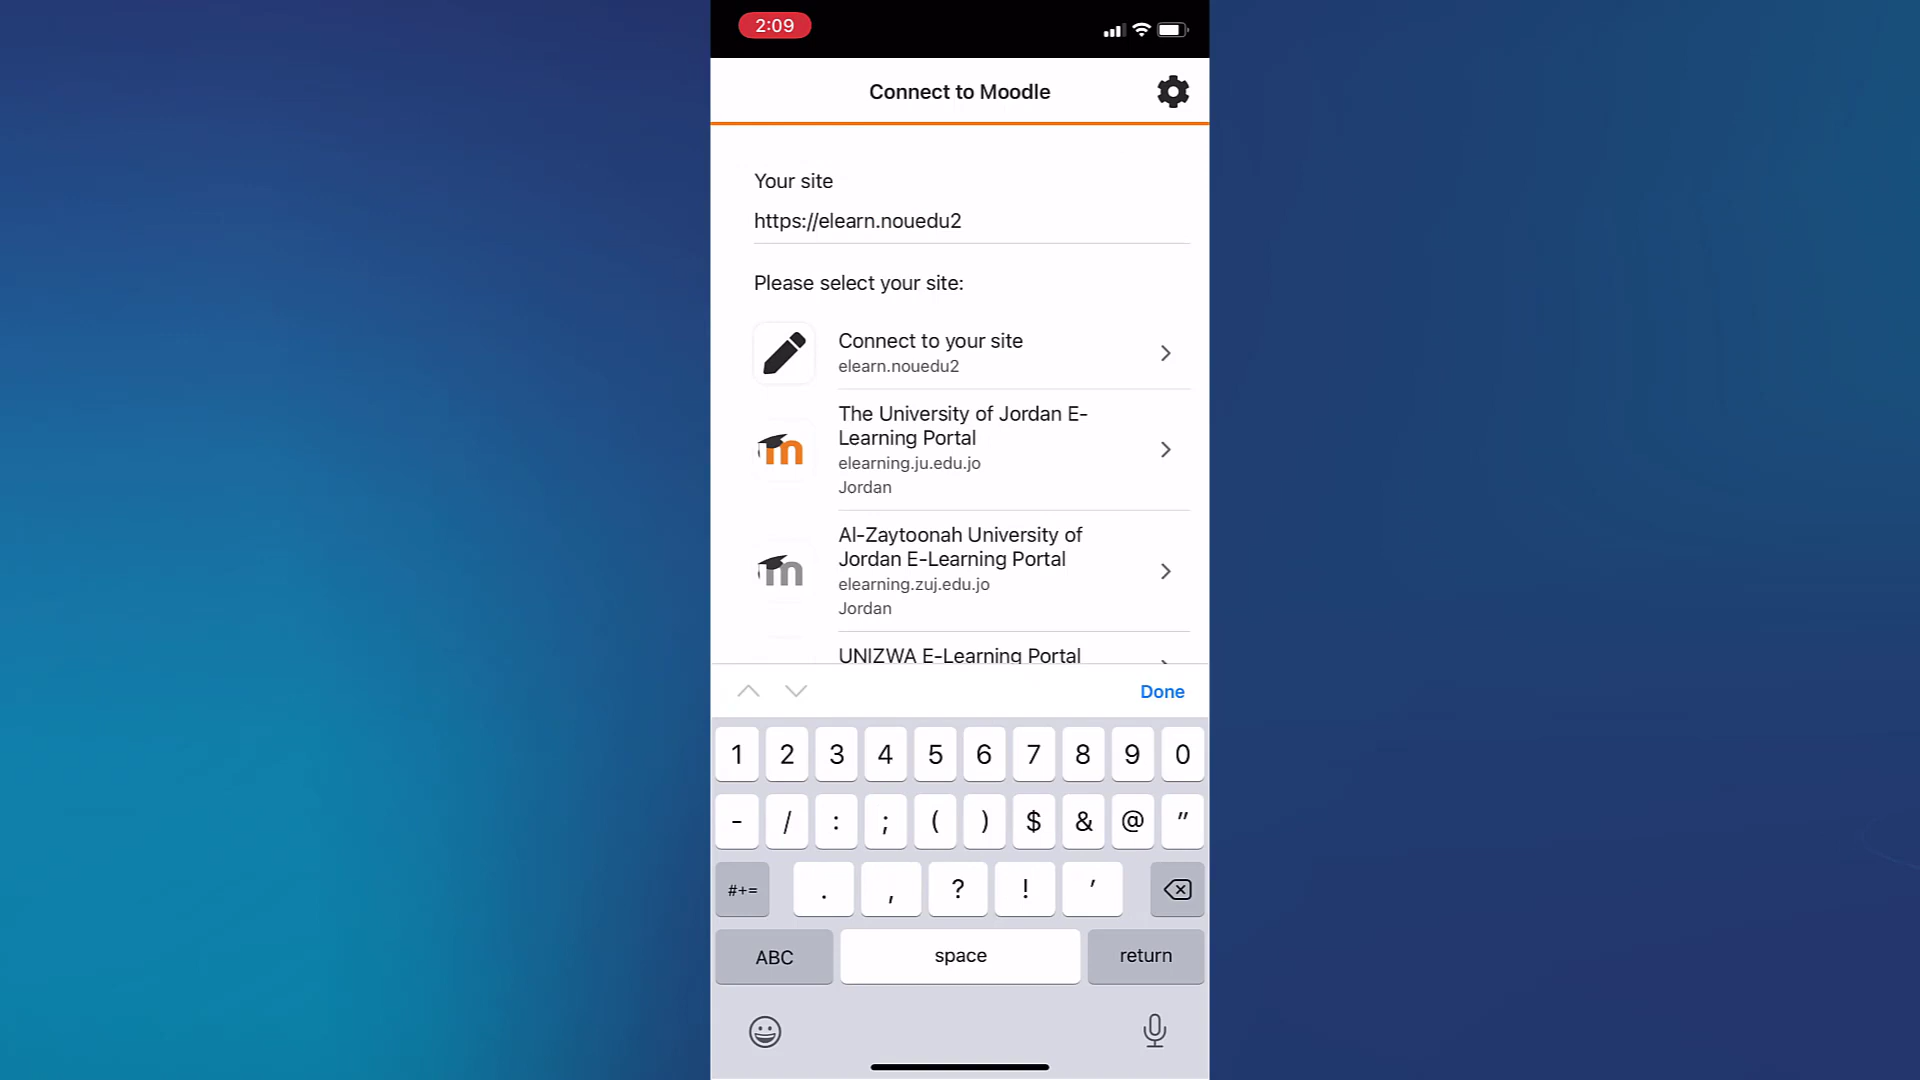 2:09
Connect to Moodle
Your site
https://elearn.nouedu2
Please select your site:
Connect to your site
elearn.nouedu2
The University of Jordan E-
Learning Portal
elearning.ju.edu.jo
Jordan
Al-Zaytoonah University of
Jordan E-Learning Portal
elearning.zuj.edu.jo
Jordan
UNIZWA E-Learning Portal
Done
1 2 3 4 5 6 7 8 9 0
- / : ; ( ) $ & @ "
#+= . , ? ! '
ABC space return